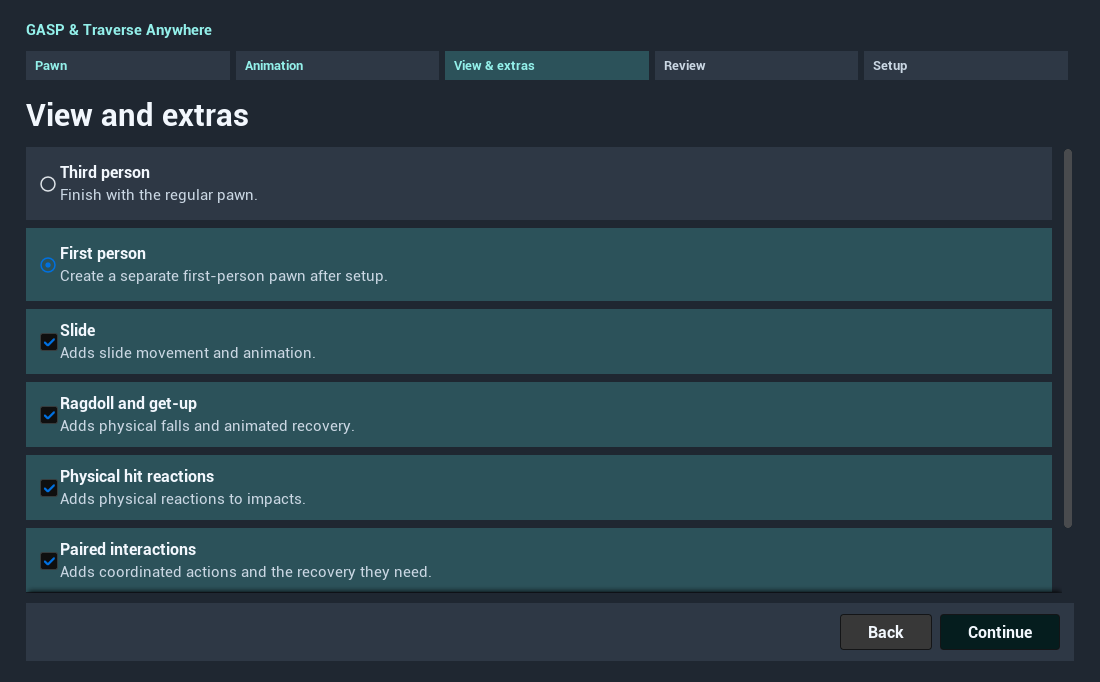 GASP & Traverse Anywhere
Pawn
Animation
View & extras
Review
Setup
View and extras
Third person
Finish with the regular pawn.
First person
Create a separate first-person pawn after setup.
Slide
Adds slide movement and animation.
Ragdoll and get-up
Adds physical falls and animated recovery.
Physical hit reactions
Adds physical reactions to impacts.
Paired interactions
Adds coordinated actions and the recovery they need.
Back
Continue